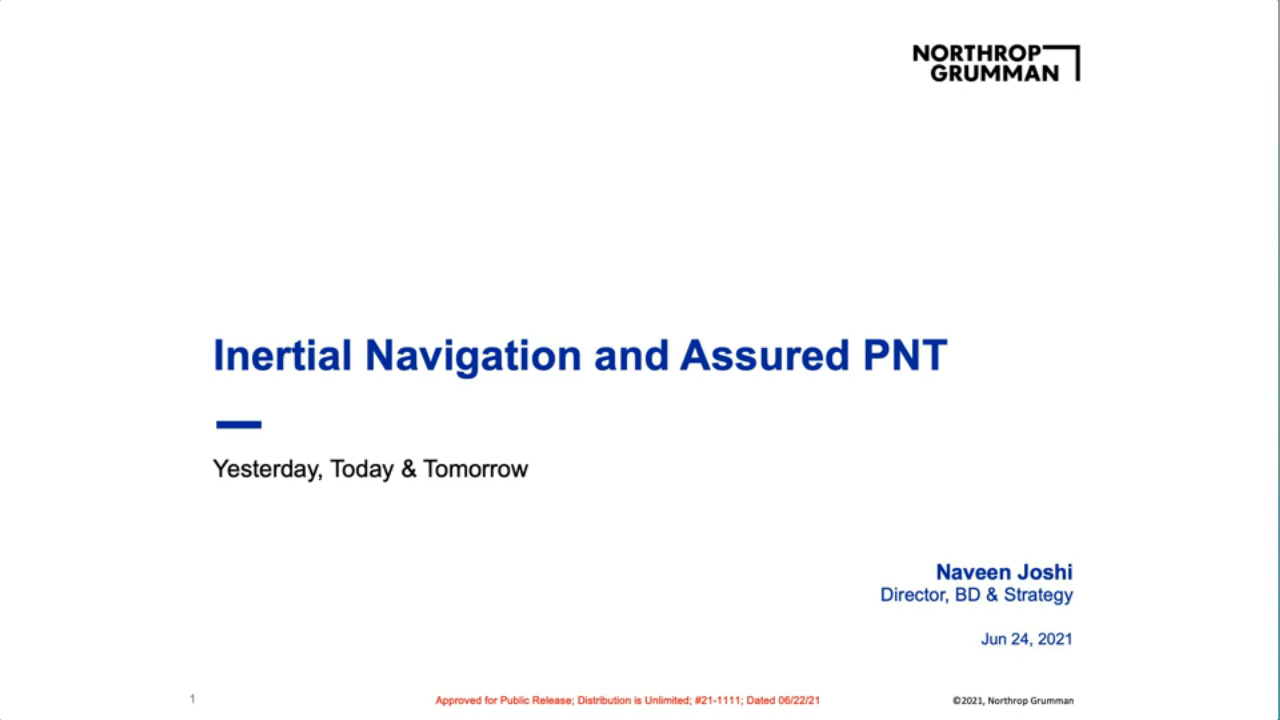 NORTHROP
GRUMMAN
Inertial Navigation and Assured PNT
Yesterday, Today & Tomorrow
Naveen Joshi
Director, BD & Strategy
Jun 24, 2021
1
Approved for Public Release; Distribution is Unlimited; #21-1111; Dated 06/22/21
©2021, Northrop Grumman